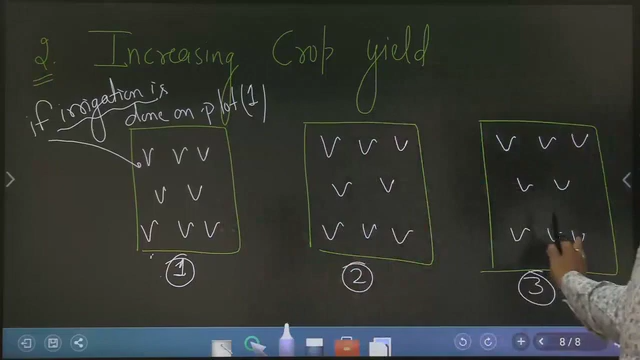 2. Increasing Crop yield
if irrigation is
done on plot (1)
1
2
3
8/8